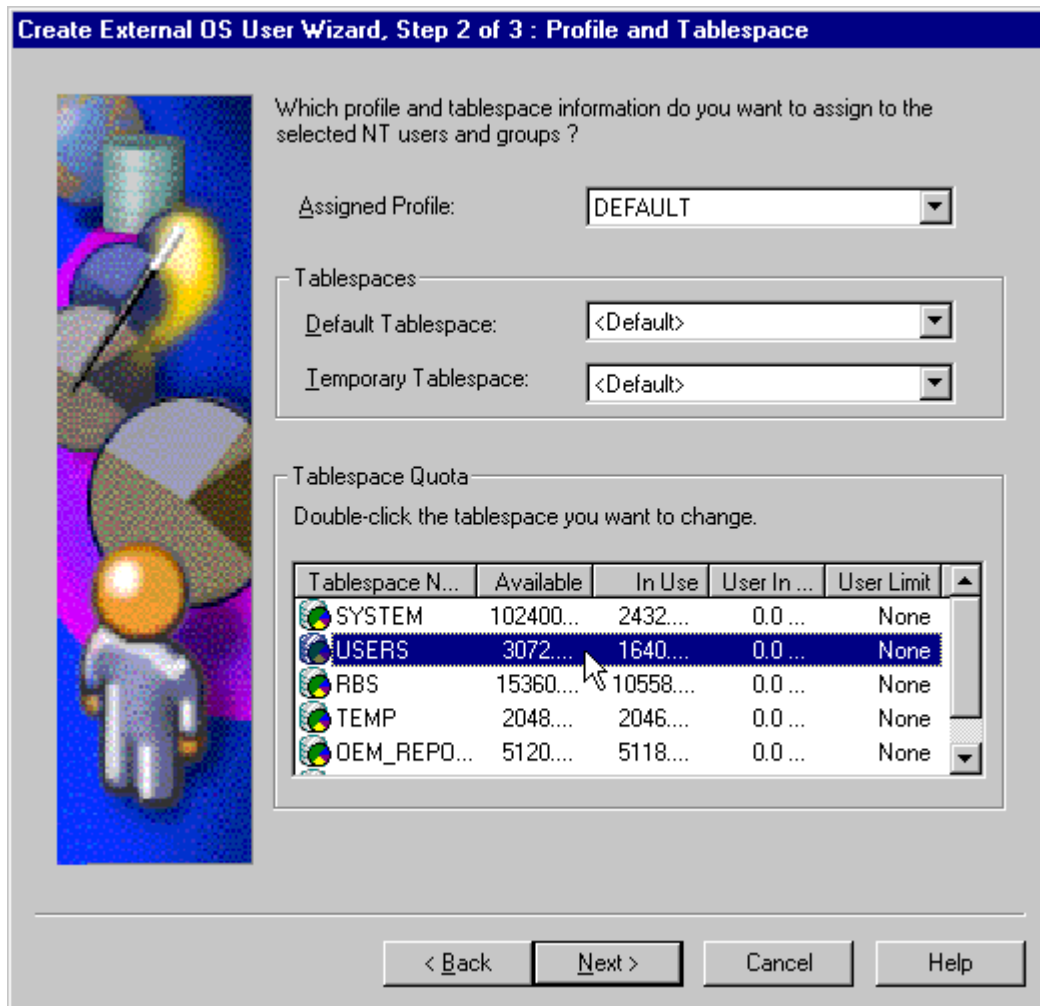 Create External OS User Wizard, Step 2 of 3 : Profile and Tablespace
Which profile and tablespace information do you want to assign to the
selected NT users and groups ?
Assigned Profile: DEFAULT
Tablespaces
Default Tablespace: <Default>
Temporary Tablespace: <Default>
Tablespace Quota
Double-click the tablespace you want to change.
Tablespace N... Available In Use User In ... User Limit
SYSTEM 102400... 2432.... 0.0 ... None
USERS 3072.... 1640.... 0.0 ... None
RBS 15360.... 10558.... 0.0 ... None
TEMP 2048.... 2046.... 0.0 ... None
OEM_REPO... 5120.... 5118.... 0.0 ... None
< Back Next > Cancel Help